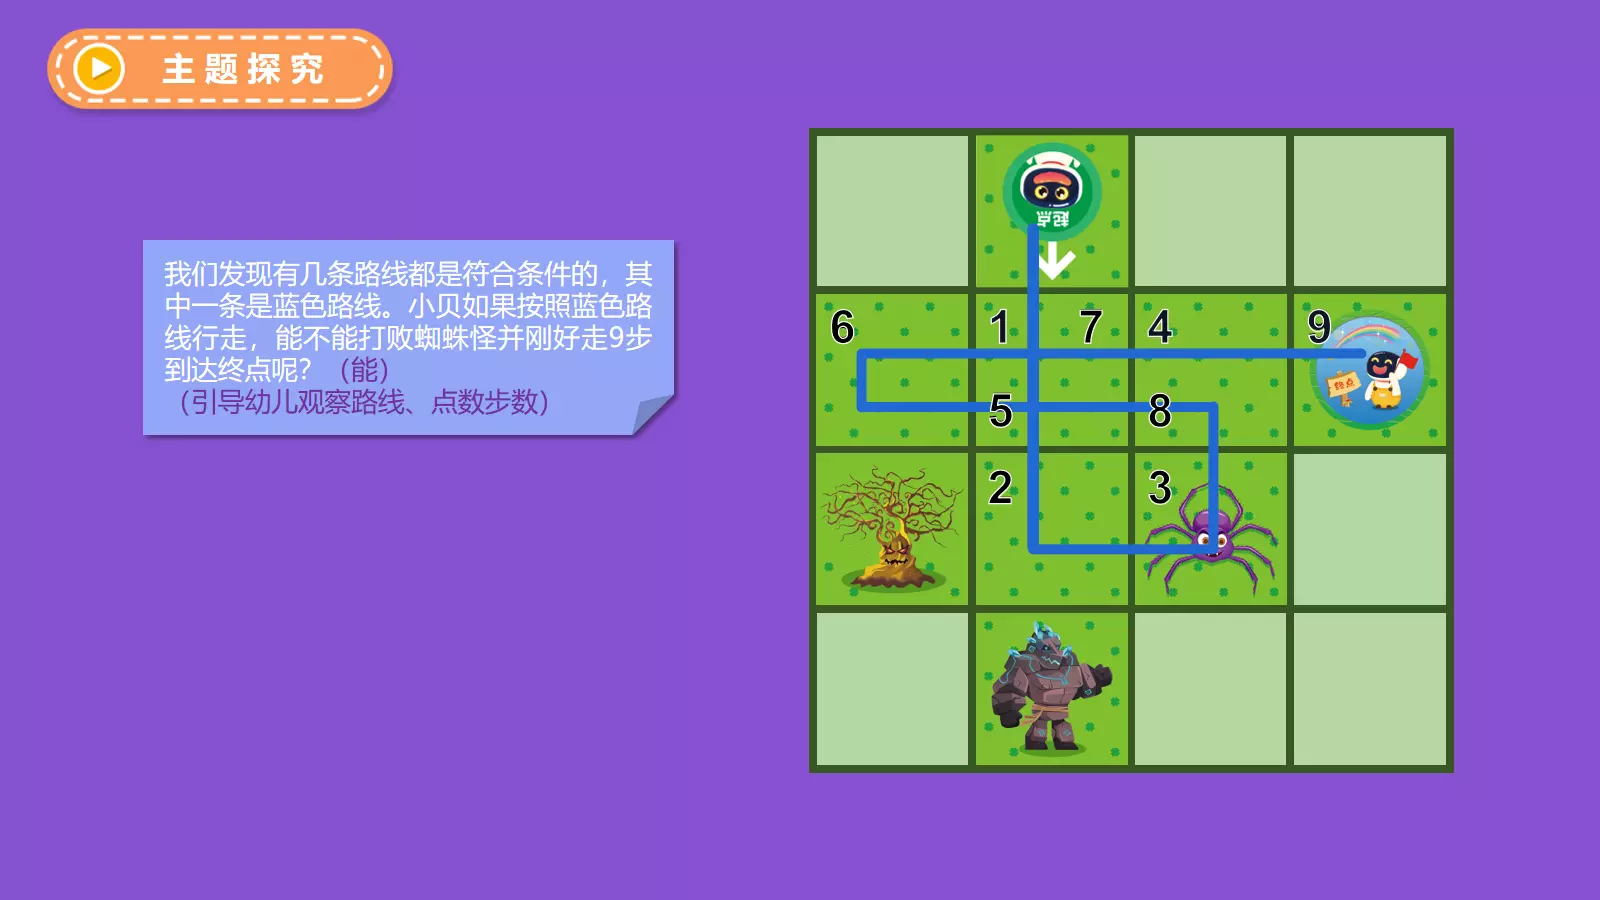 主题探究
我们发现有几条路线都是符合条件的，其
中一条是蓝色路线。小贝如果按照蓝色路
线行走，能不能打败蜘蛛怪并刚好走9步
到达终点呢？（能）
（引导幼儿观察路线、点数步数）
起点
6 1 7 4 9
终点
5 8
2 3